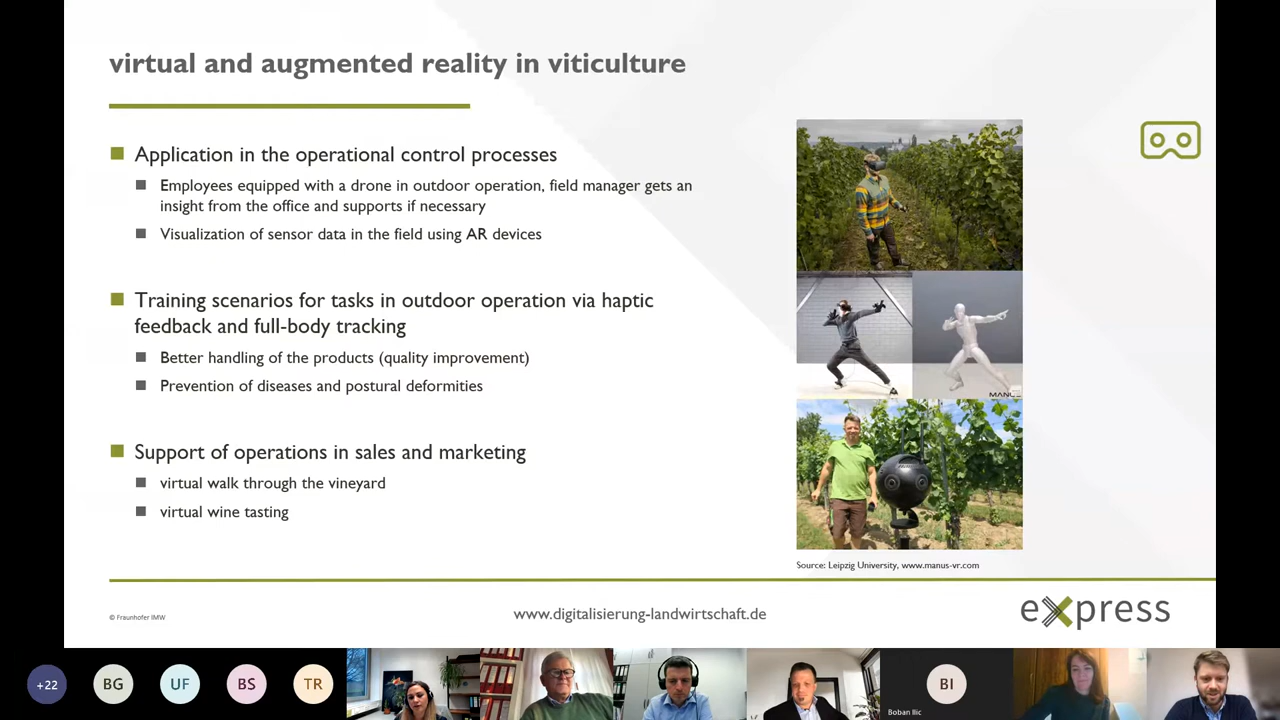 virtual and augmented reality in viticulture
Application in the operational control processes
Employees equipped with a drone in outdoor operation, field manager gets an
insight from the office and supports if necessary
Visualization of sensor data in the field using AR devices
Training scenarios for tasks in outdoor operation via haptic
feedback and full-body tracking
Better handling of the products (quality improvement)
Prevention of diseases and postural deformities
Support of operations in sales and marketing
virtual walk through the vineyard
virtual wine tasting
MANUS
Source: Leipzig University, www.manus-vr.com
© Fraunhofer IMW
www.digitalisierung-landwirtschaft.de
express
+22
BG
UF
BS
TR
BI
Boban Ilic